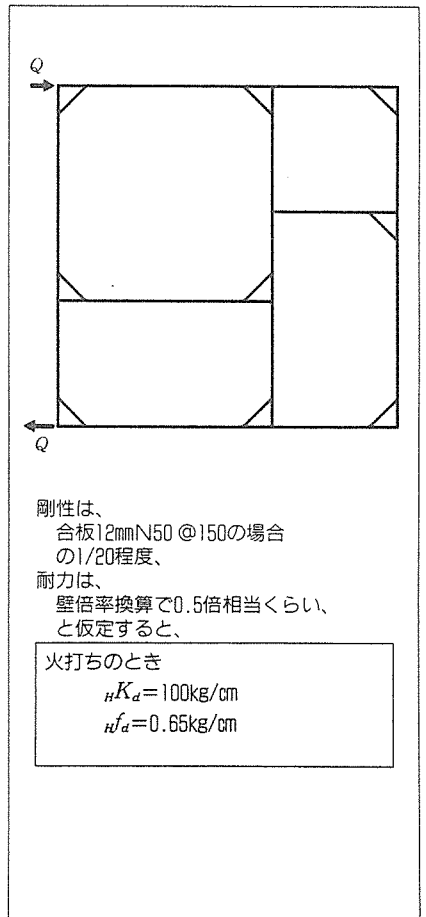 Q
Q
剛性は、
合板12mmN50 @150の場合
の1/20程度、
耐力は、
壁倍率換算で0.5倍相当くらい、
と仮定すると、
火打ちのとき
HKd=100kg/cm
Hfd=0.65kg/cm